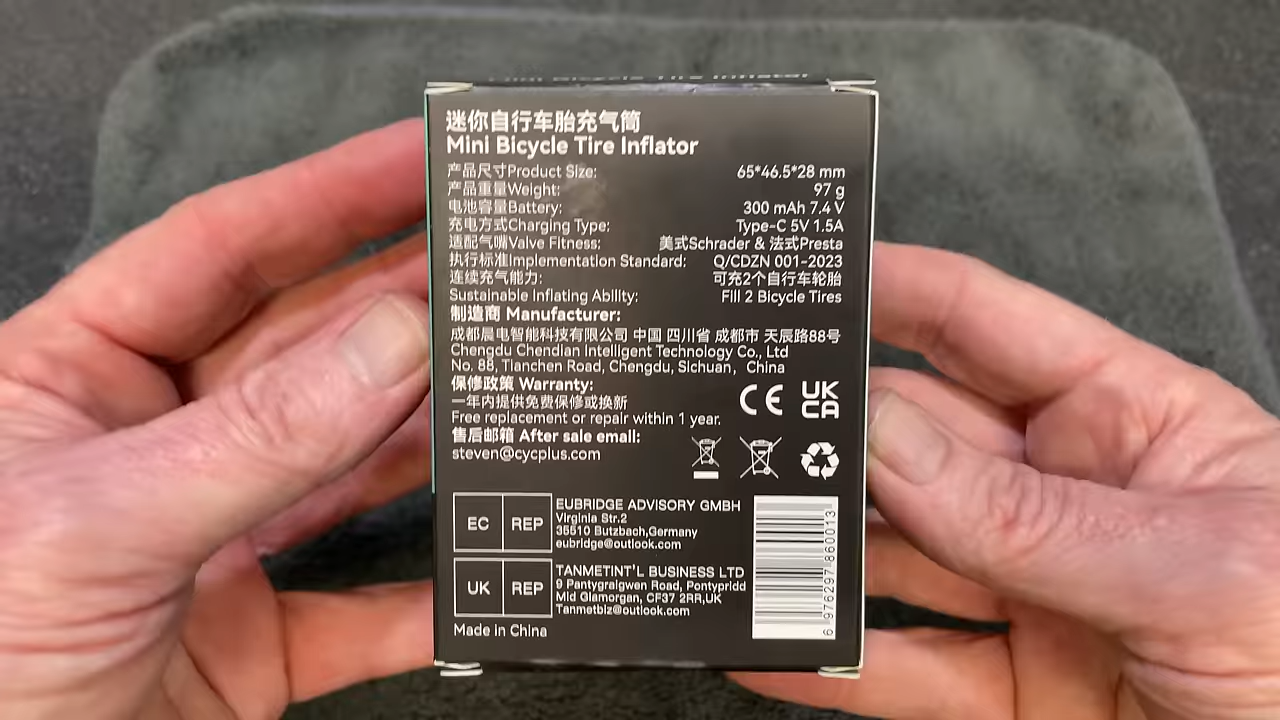 Mini Bicycle Tire Inflator
迷你自行车胎充气筒
Mini Bicycle Tire Inflator
产品尺寸Product Size: 65*46.5*28 mm
产品重量Weight: 97 g
电池容量Battery: 300 mAh 7.4 V
充电方式Charging Type: Type-C 5V 1.5A
适配气嘴Valve Fitness: 美式Schrader & 法式Presta
执行标准Implementation Standard: Q/CDZN 001-2023
连续充气能力: 可充2个自行车轮胎
Sustainable Inflating Ability: Fill 2 Bicycle Tires
制造商 Manufacturer:
成都晨电智能科技有限公司 中国 四川省 成都市 天辰路88号
Chengdu Chendian Intelligent Technology Co., Ltd
No. 88, Tianchen Road, Chengdu, Sichuan, China
保修政策 Warranty:
一年内提供免费保修或换新
Free replacement or repair within 1 year.
CE UK CA
售后邮箱 After sale email:
steven@cycplus.com
EC REP
EUBRIDGE ADVISORY GMBH
Virginia Str.2
35510 Butzbach,Germany
eubridge@outlook.com
UK REP
TANMETINT'L BUSINESS LTD
9 Pantygraigwen Road, Pontypridd
Mid Glamorgan, CF37 2RR,UK
Tanmetbiz@outlook.com
Made in China
6 976297 860013